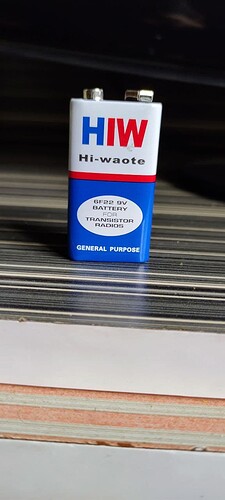 HIW
Hi-waote
6F22 9V
BATTERY
FOR
TRANSISTOR
RADIOS
GENERAL PURPOSE